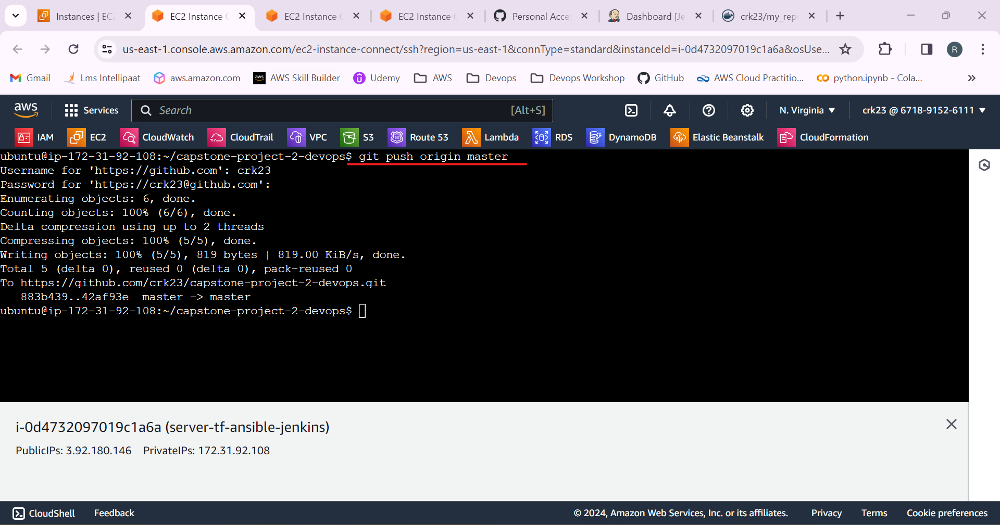 Instances | EC2
EC2 Instance C
EC2 Instance C
EC2 Instance C
Personal Acce
Dashboard [Je
crk23/my_rep
us-east-1.console.aws.amazon.com/ec2-instance-connect/ssh?region=us-east-1&connType=standard&instanceId=i-0d4732097019c1a6a&osUse...
R
Gmail
Lms Intellipaat
aws.amazon.com
aws
AWS Skill Builder
Udemy
AWS
Devops
Devops Workshop
GitHub
AWS Cloud Practitio...
python.ipynb - Cola...
aws
Services
Search
[Alt+S]
N. Virginia
crk23 @ 6718-9152-6111
IAM
EC2
CloudWatch
CloudTrail
VPC
S3
Route 53
Lambda
RDS
DynamoDB
Elastic Beanstalk
CloudFormation
ubuntu@ip-172-31-92-108:~/capstone-project-2-devops$ git push origin master
Username for 'https://github.com': crk23
Password for 'https://crk23@github.com':
Enumerating objects: 6, done.
Counting objects: 100% (6/6), done.
Delta compression using up to 2 threads
Compressing objects: 100% (5/5), done.
Writing objects: 100% (5/5), 819 bytes | 819.00 KiB/s, done.
Total 5 (delta 0), reused 0 (delta 0), pack-reused 0
To https://github.com/crk23/capstone-project-2-devops.git
883b439..42af93e  master -> master
ubuntu@ip-172-31-92-108:~/capstone-project-2-devops$
i-0d4732097019c1a6a (server-tf-ansible-jenkins)
PublicIPs: 3.92.180.146 PrivateIPs: 172.31.92.108
CloudShell
Feedback
© 2024, Amazon Web Services, Inc. or its affiliates.
Privacy
Terms
Cookie preferences